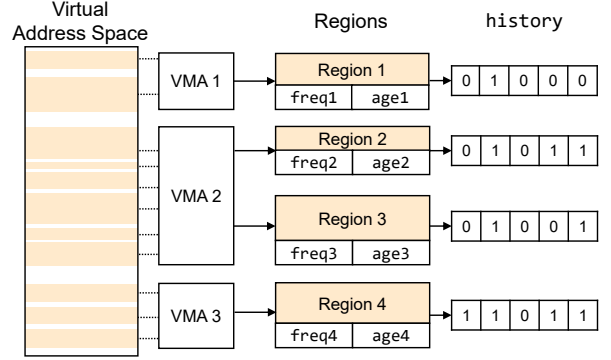 Virtual
Address Space
Regions
history
VMA 1
Region 1
freq1 age1
0 1 0 0 0
VMA 2
Region 2
freq2 age2
0 1 0 1 1
Region 3
freq3 age3
0 1 0 0 1
VMA 3
Region 4
freq4 age4
1 1 0 1 1